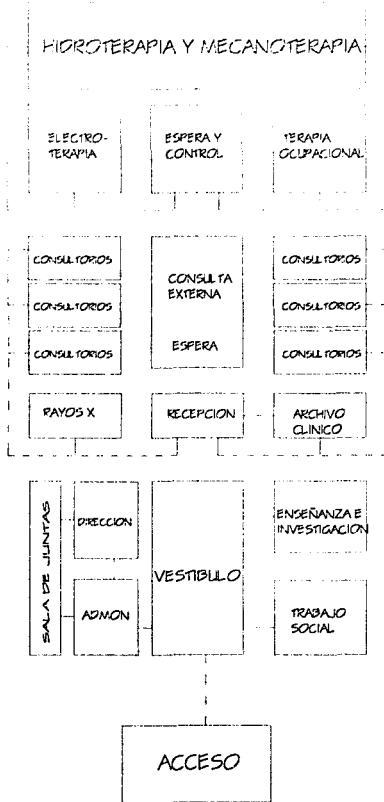 HIDROTERAPIA Y MECANOTERAPIA
ELECTRO-
TERAPIA
ESPERA Y
CONTROL
TERAPIA
OCUPACIONAL
CONSULTORIOS
CONSULTORIOS
CONSULTORIOS
CONSULTA
EXTERNA
ESPERA
CONSULTORIOS
CONSULTORIOS
CONSULTORIOS
RAYOS X
RECEPCION
ARCHIVO
CLINICO
SALA DE JUNTAS
DIRECCION
ADMON
VESTIBULO
ENSEÑANZA E
INVESTIGACION
TRABAJO
SOCIAL
ACCESO